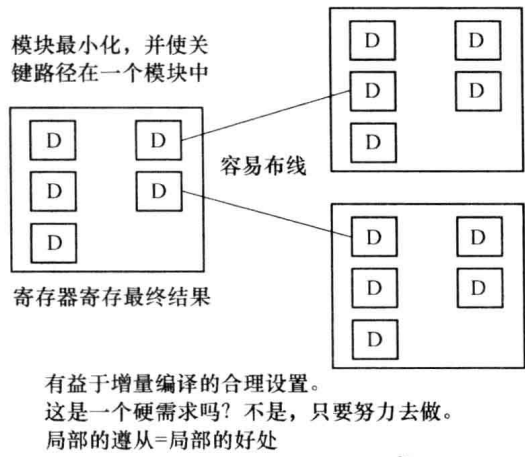 模块最小化，并使关
键路径在一个模块中
D D
D D
D
D D
D D
D
容易布线
D D
D D
D
寄存器寄存最终结果
有益于增量编译的合理设置。
这是一个硬需求吗？不是，只要努力去做。
局部的遵从=局部的好处